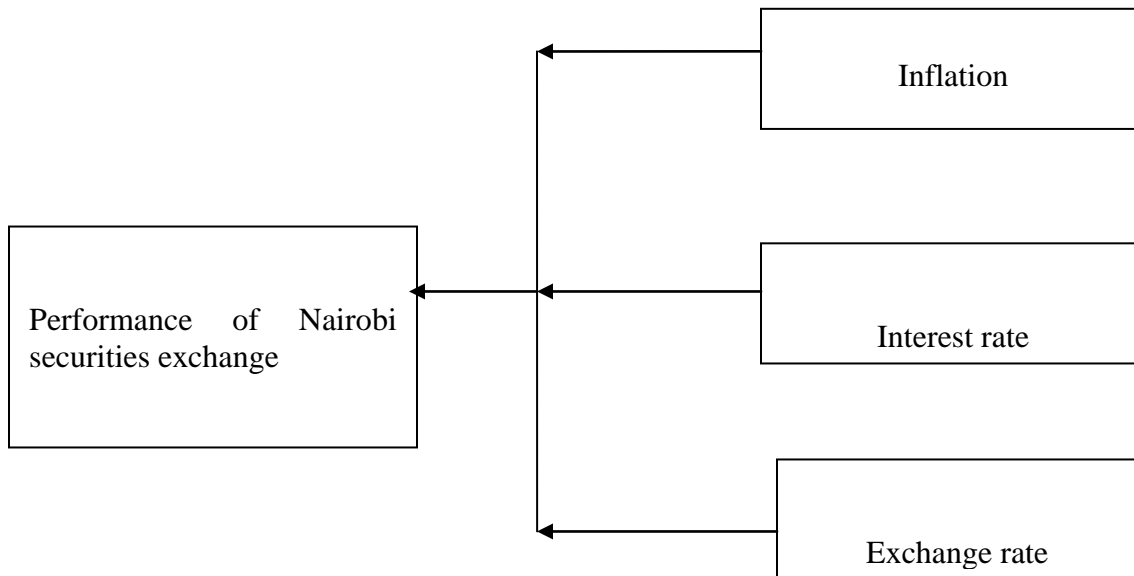 Inflation
Performance of Nairobi
securities exchange
Interest rate
Exchange rate